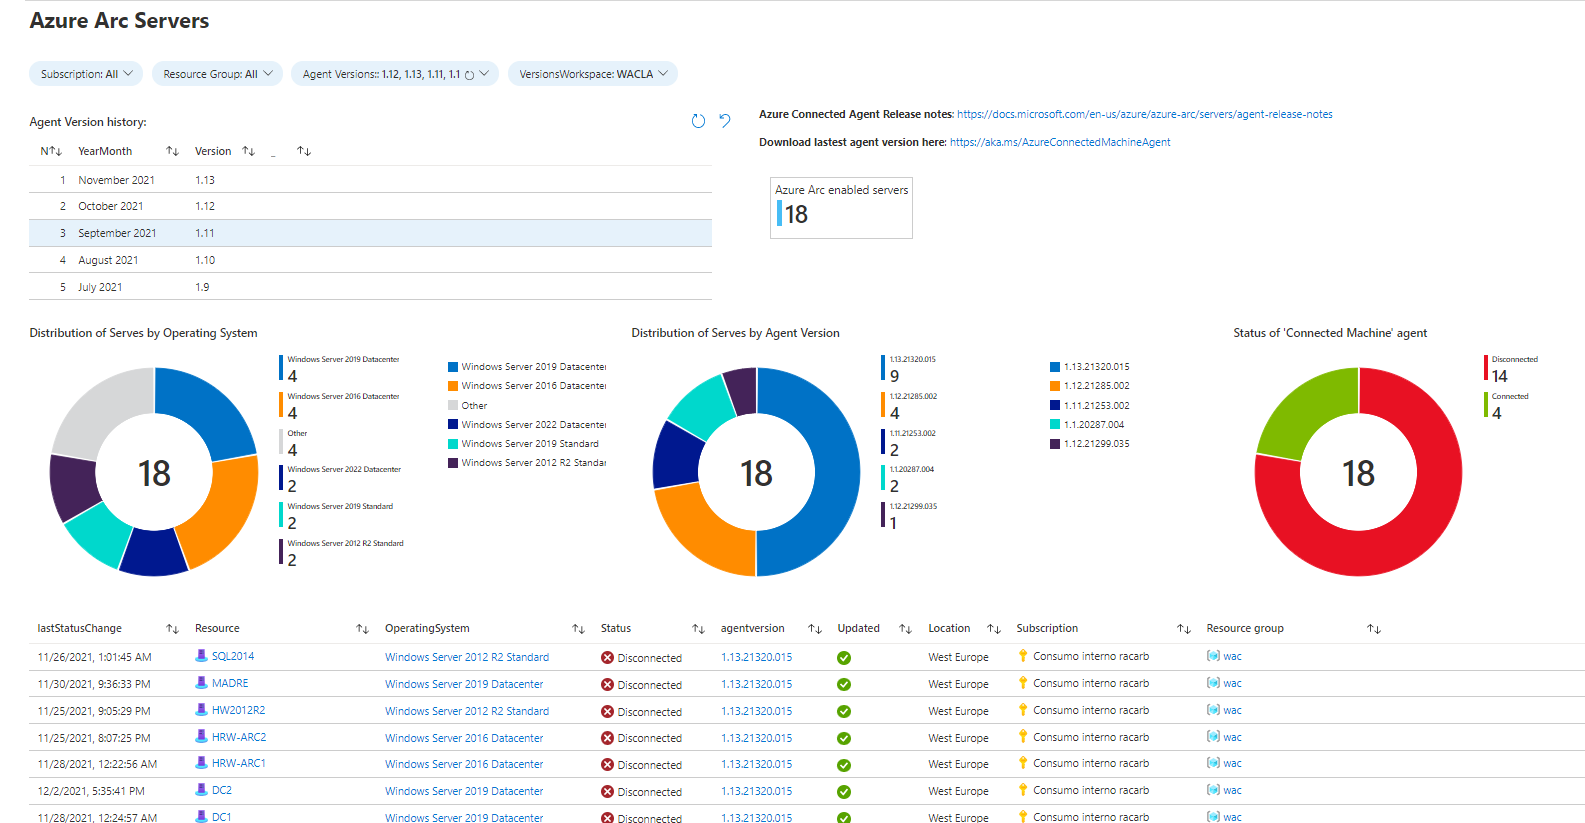 Azure Arc Servers
Subscription: All
Resource Group: All
Agent Versions:: 1.12, 1.13, 1.11, 1.1
VersionsWorkspace: WACLA
Agent Version history:
Azure Connected Agent Release notes: https://docs.microsoft.com/en-us/azure/azure-arc/servers/agent-release-notes
Download lastest agent version here: https://aka.ms/AzureConnectedMachineAgent
N↑↓ YearMonth ↑↓ Version ↑↓ _ ↑↓
1 November 2021 1.13
2 October 2021 1.12
3 September 2021 1.11
4 August 2021 1.10
5 July 2021 1.9
Azure Arc enabled servers
18
Distribution of Serves by Operating System
18
Windows Server 2019 Datacenter
4
Windows Server 2016 Datacenter
4
Other
4
Windows Server 2022 Datacenter
2
Windows Server 2019 Standard
2
Windows Server 2012 R2 Standard
2
Windows Server 2019 Datacenter
Windows Server 2016 Datacenter
Other
Windows Server 2022 Datacenter
Windows Server 2019 Standard
Windows Server 2012 R2 Standar
Distribution of Serves by Agent Version
18
1.13.21320.015
9
1.12.21285.002
4
1.11.21253.002
2
1.1.20287.004
2
1.12.21299.035
1
1.13.21320.015
1.12.21285.002
1.11.21253.002
1.1.20287.004
1.12.21299.035
Status of 'Connected Machine' agent
18
Disconnected
14
Connected
4
lastStatusChange ↑↓ Resource ↑↓ OperatingSystem ↑↓ Status ↑↓ agentversion ↑↓ Updated ↑↓ Location ↑↓ Subscription ↑↓ Resource group ↑↓
11/26/2021, 1:01:45 AM SQL2014 Windows Server 2012 R2 Standard Disconnected 1.13.21320.015 West Europe Consumo interno racarb wac
11/30/2021, 9:36:33 PM MADRE Windows Server 2019 Datacenter Disconnected 1.13.21320.015 West Europe Consumo interno racarb wac
11/25/2021, 9:05:29 PM HW2012R2 Windows Server 2012 R2 Standard Disconnected 1.13.21320.015 West Europe Consumo interno racarb wac
11/25/2021, 8:07:25 PM HRW-ARC2 Windows Server 2016 Datacenter Disconnected 1.13.21320.015 West Europe Consumo interno racarb wac
11/28/2021, 12:22:56 AM HRW-ARC1 Windows Server 2016 Datacenter Disconnected 1.13.21320.015 West Europe Consumo interno racarb wac
12/2/2021, 5:35:41 PM DC2 Windows Server 2019 Datacenter Disconnected 1.13.21320.015 West Europe Consumo interno racarb wac
11/28/2021, 12:24:57 AM DC1 Windows Server 2019 Datacenter Disconnected 1.13.21320.015 West Europe Consumo interno racarb wac